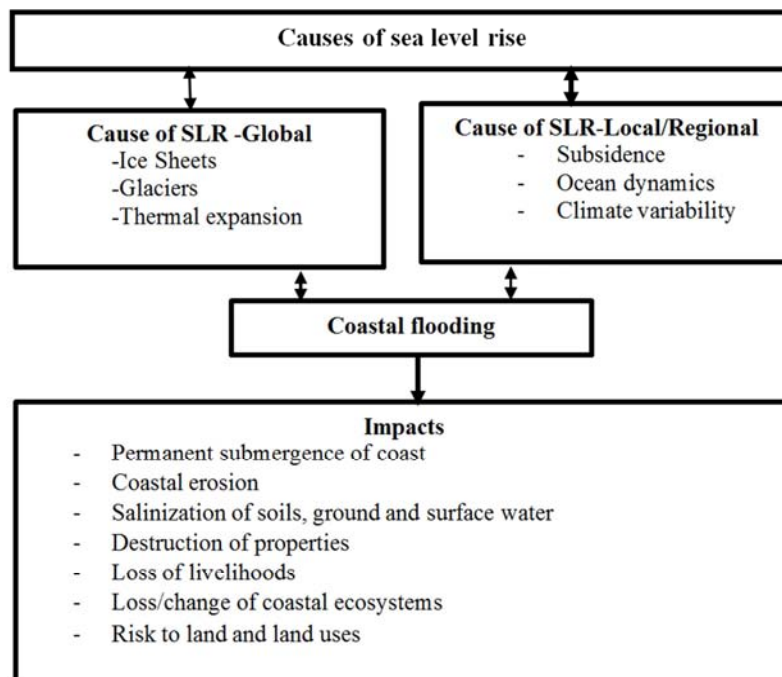 Causes of sea level rise
Cause of SLR -Global
-Ice Sheets
-Glaciers
-Thermal expansion
Cause of SLR-Local/Regional
- Subsidence
- Ocean dynamics
- Climate variability
Coastal flooding
Impacts
- Permanent submergence of coast
- Coastal erosion
- Salinization of soils, ground and surface water
- Destruction of properties
- Loss of livelihoods
- Loss/change of coastal ecosystems
- Risk to land and land uses